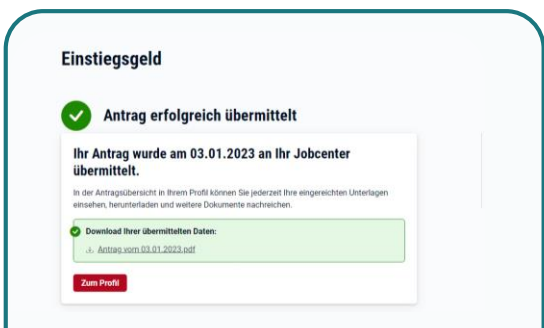 Einstiegsgeld
Antrag erfolgreich übermittelt
Ihr Antrag wurde am 03.01.2023 an Ihr Jobcenter
übermittelt.
In der Antragsübersicht in Ihrem Profil können Sie jederzeit Ihre eingereichten Unterlagen
einsehen, herunterladen und weitere Dokumente nachreichen.
Download Ihrer übermittelten Daten:
Antrag vom 03.01.2023.pdf
Zum Profil